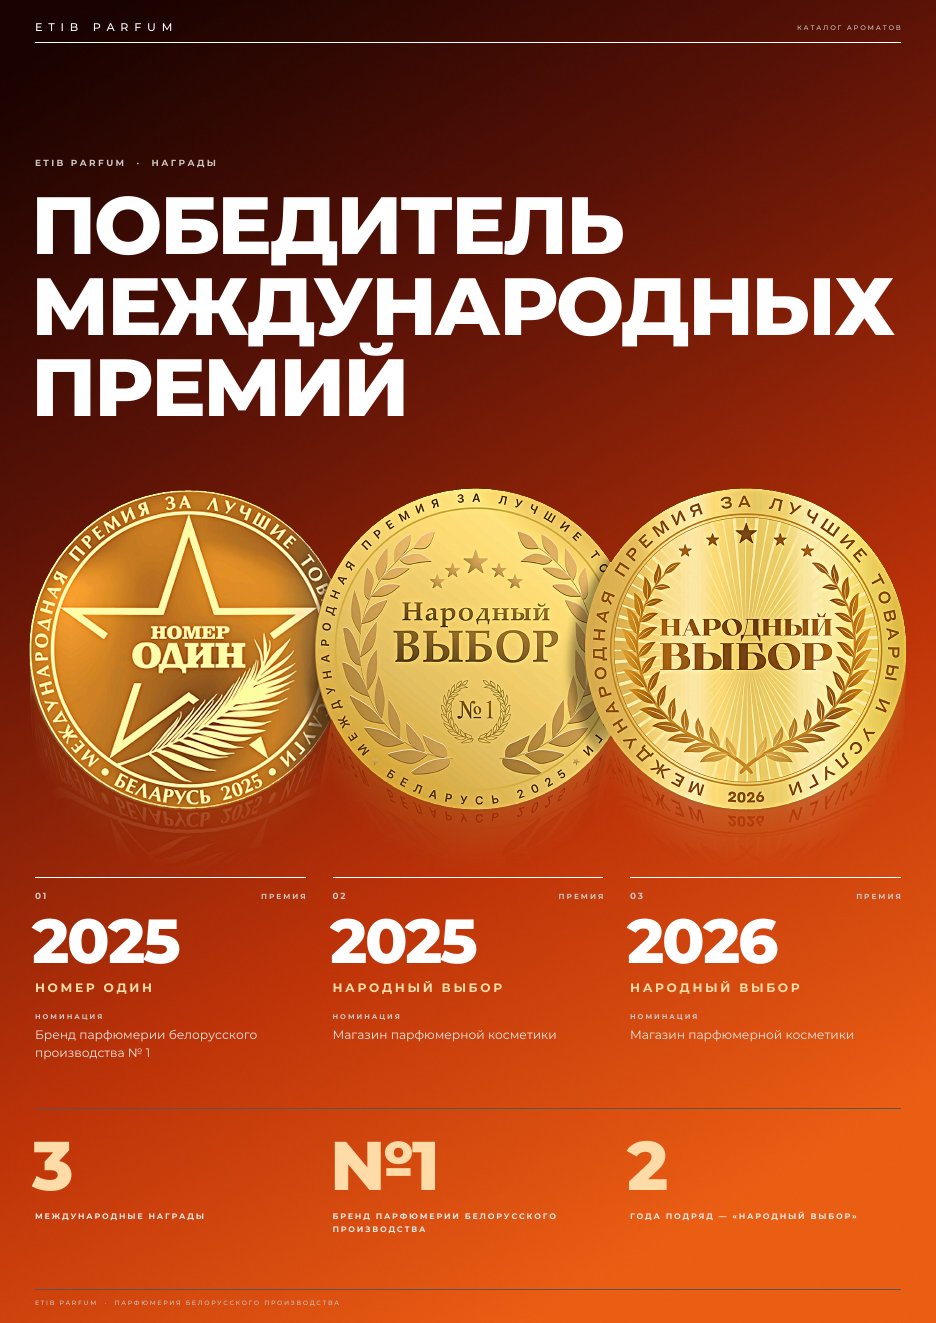 ETIB PARFUM
КАТАЛОГ АРОМАТОВ
ETIB PARFUM · НАГРАДЫ
ПОБЕДИТЕЛЬ
МЕЖДУНАРОДНЫХ
ПРЕМИЙ
МЕЖДУНАРОДНАЯ ПРЕМИЯ ЗА ЛУЧШИЕ
НОМЕР
ОДИН
• БЕЛАРУСЬ 2025 •
МЕЖДУНАРОДНАЯ ПРЕМИЯ ЗА ЛУЧШИЕ
Народный
ВЫБОР
№1
БЕЛАРУСЬ 2025
МЕЖДУНАРОДНАЯ ПРЕМИЯ ЗА ЛУЧШИЕ ТОВАРЫ И УСЛУГИ
НАРОДНЫЙ
ВЫБОР
2026
01 ПРЕМИЯ
2025
НОМЕР ОДИН
НОМИНАЦИЯ
Бренд парфюмерии белорусского
производства № 1
02 ПРЕМИЯ
2025
НАРОДНЫЙ ВЫБОР
НОМИНАЦИЯ
Магазин парфюмерной косметики
03 ПРЕМИЯ
2026
НАРОДНЫЙ ВЫБОР
НОМИНАЦИЯ
Магазин парфюмерной косметики
3
МЕЖДУНАРОДНЫЕ НАГРАДЫ
№1
БРЕНД ПАРФЮМЕРИИ БЕЛОРУССКОГО
ПРОИЗВОДСТВА
2
ГОДА ПОДРЯД — «НАРОДНЫЙ ВЫБОР»
ETIB PARFUM · ПАРФЮМЕРИЯ БЕЛОРУССКОГО ПРОИЗВОДСТВА